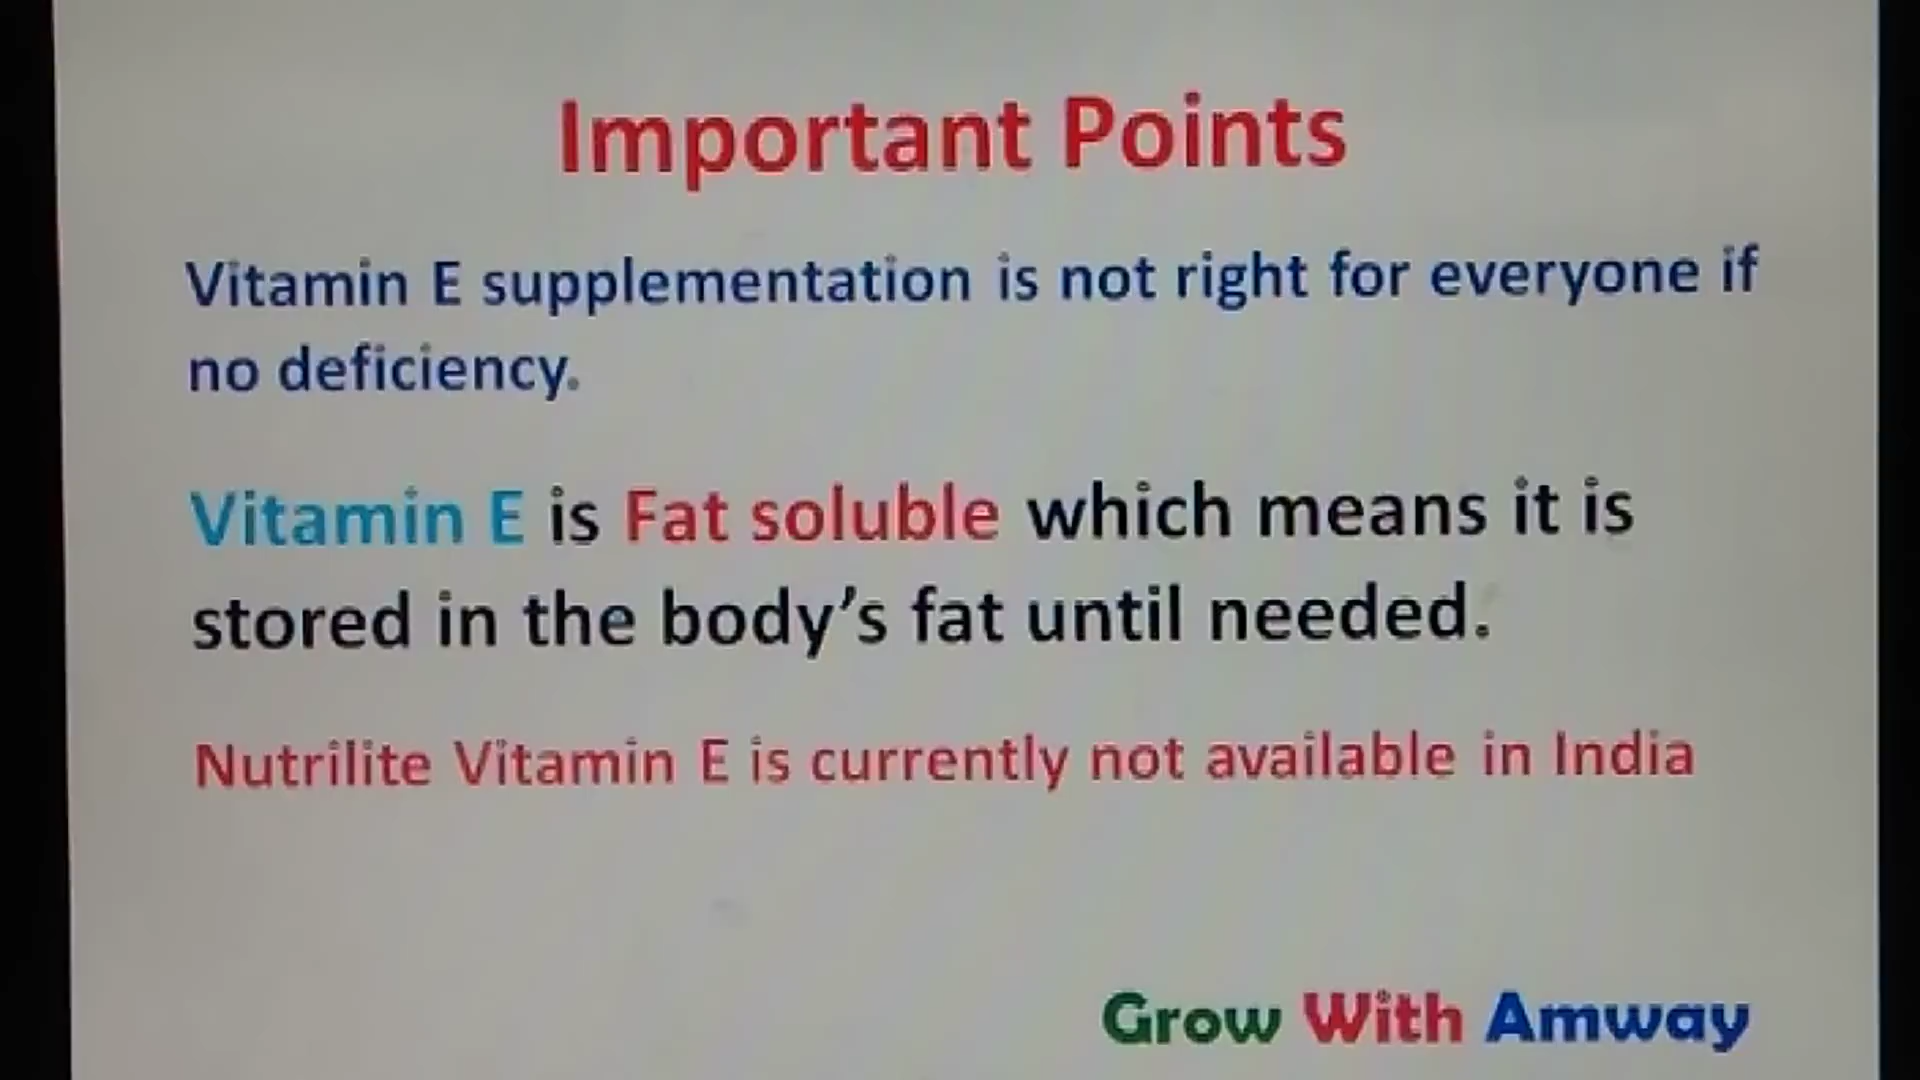 Important Points
Vitamin E supplementation is not right for everyone if
no deficiency.
Vitamin E is Fat soluble which means it is
stored in the body’s fat until needed.
Nutrilite Vitamin E is currently not available in India
Grow With Amway